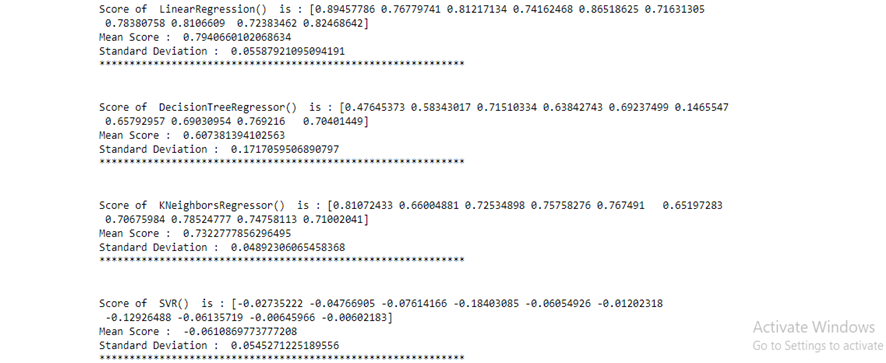 Score of  LinearRegression()  is : [0.89457786 0.76779741 0.81217134 0.74162468 0.86518625 0.71631305
 0.78380758 0.8106609  0.72383462 0.82468642]
Mean Score :  0.7940660102068634
Standard Deviation :  0.05587921095094191
*************************************************************
Score of  DecisionTreeRegressor()  is : [0.47645373 0.58343017 0.71510334 0.63842743 0.69237499 0.1465547
 0.65792957 0.69030954 0.769216   0.70401449]
Mean Score :  0.607381394102563
Standard Deviation :  0.1717059506890797
*************************************************************
Score of  KNeighborsRegressor()  is : [0.81072433 0.66004881 0.72534898 0.75758276 0.767491   0.65197283
 0.70675984 0.78524777 0.74758113 0.71002041]
Mean Score :  0.7322777856296495
Standard Deviation :  0.04892306065458368
*************************************************************
Score of  SVR()  is : [-0.02735222 -0.04766905 -0.07614166 -0.18403085 -0.06054926 -0.01202318
 -0.12926488 -0.06135719 -0.00645966 -0.00602183]
Mean Score :  -0.0610869773777208
Standard Deviation :  0.0545271225189556
*************************************************************
Activate Windows
Go to Settings to activate